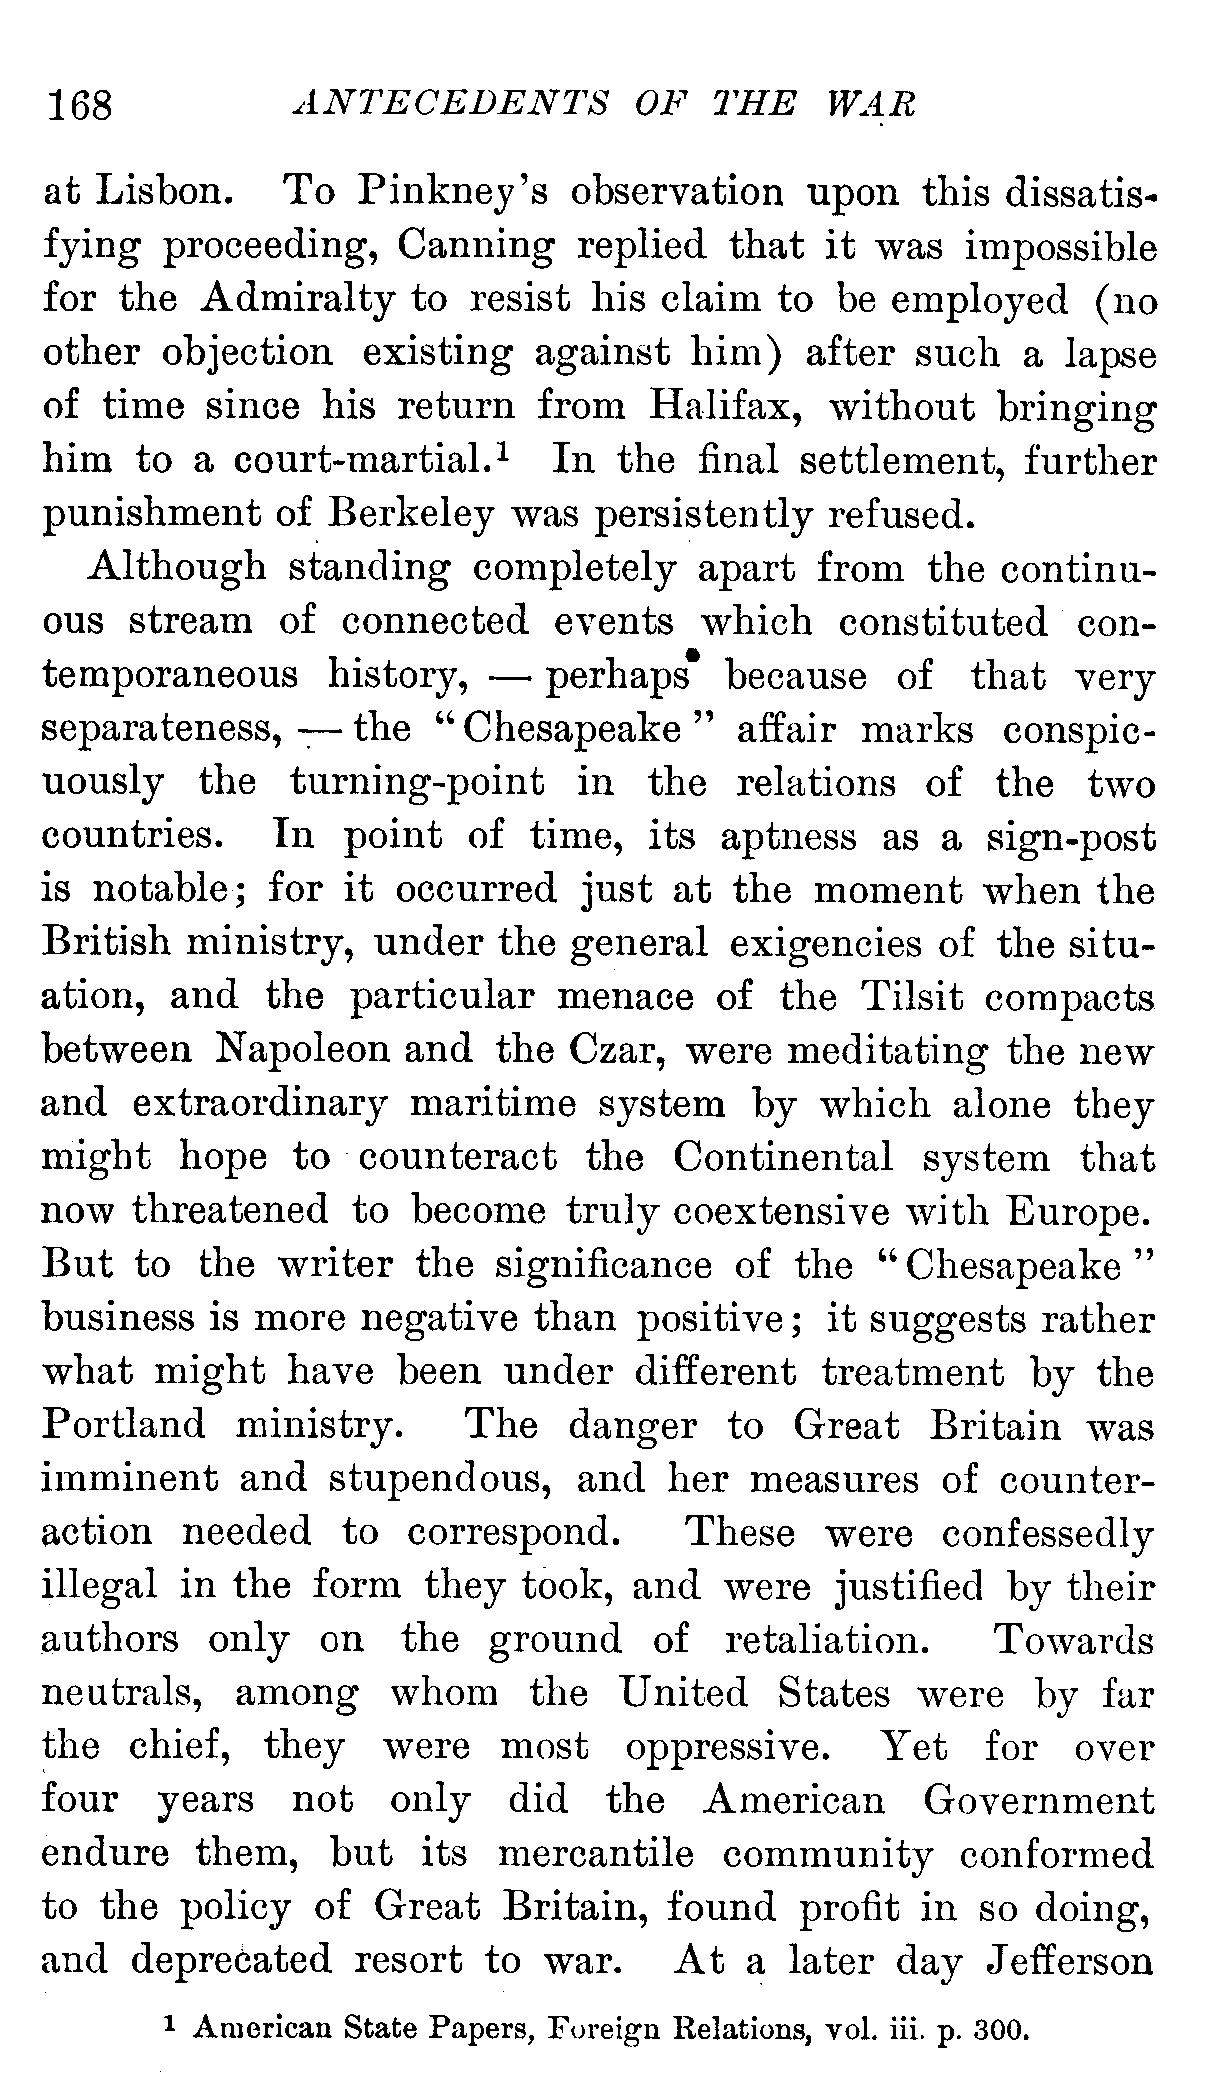 168 ANTECEDENTS OF THE WAR
at Lisbon. To Pinkney's observation upon this dissatis-
fying proceeding, Canning replied that it was impossible
for the Admiralty to resist his claim to be employed (no
other objection existing against him) after such a lapse
of time since his return from Halifax, without bringing
him to a court-martial.¹ In the final settlement, further
punishment of Berkeley was persistently refused.
Although standing completely apart from the continu-
ous stream of connected events which constituted con-
temporaneous history, — perhaps because of that very
separateness, — the "Chesapeake" affair marks conspic-
uously the turning-point in the relations of the two
countries. In point of time, its aptness as a sign-post
is notable; for it occurred just at the moment when the
British ministry, under the general exigencies of the situ-
ation, and the particular menace of the Tilsit compacts
between Napoleon and the Czar, were meditating the new
and extraordinary maritime system by which alone they
might hope to counteract the Continental system that
now threatened to become truly coextensive with Europe.
But to the writer the significance of the "Chesapeake"
business is more negative than positive; it suggests rather
what might have been under different treatment by the
Portland ministry. The danger to Great Britain was
imminent and stupendous, and her measures of counter-
action needed to correspond. These were confessedly
illegal in the form they took, and were justified by their
authors only on the ground of retaliation. Towards
neutrals, among whom the United States were by far
the chief, they were most oppressive. Yet for over
four years not only did the American Government
endure them, but its mercantile community conformed
to the policy of Great Britain, found profit in so doing,
and deprecated resort to war. At a later day Jefferson
¹ American State Papers, Foreign Relations, vol. iii. p. 300.